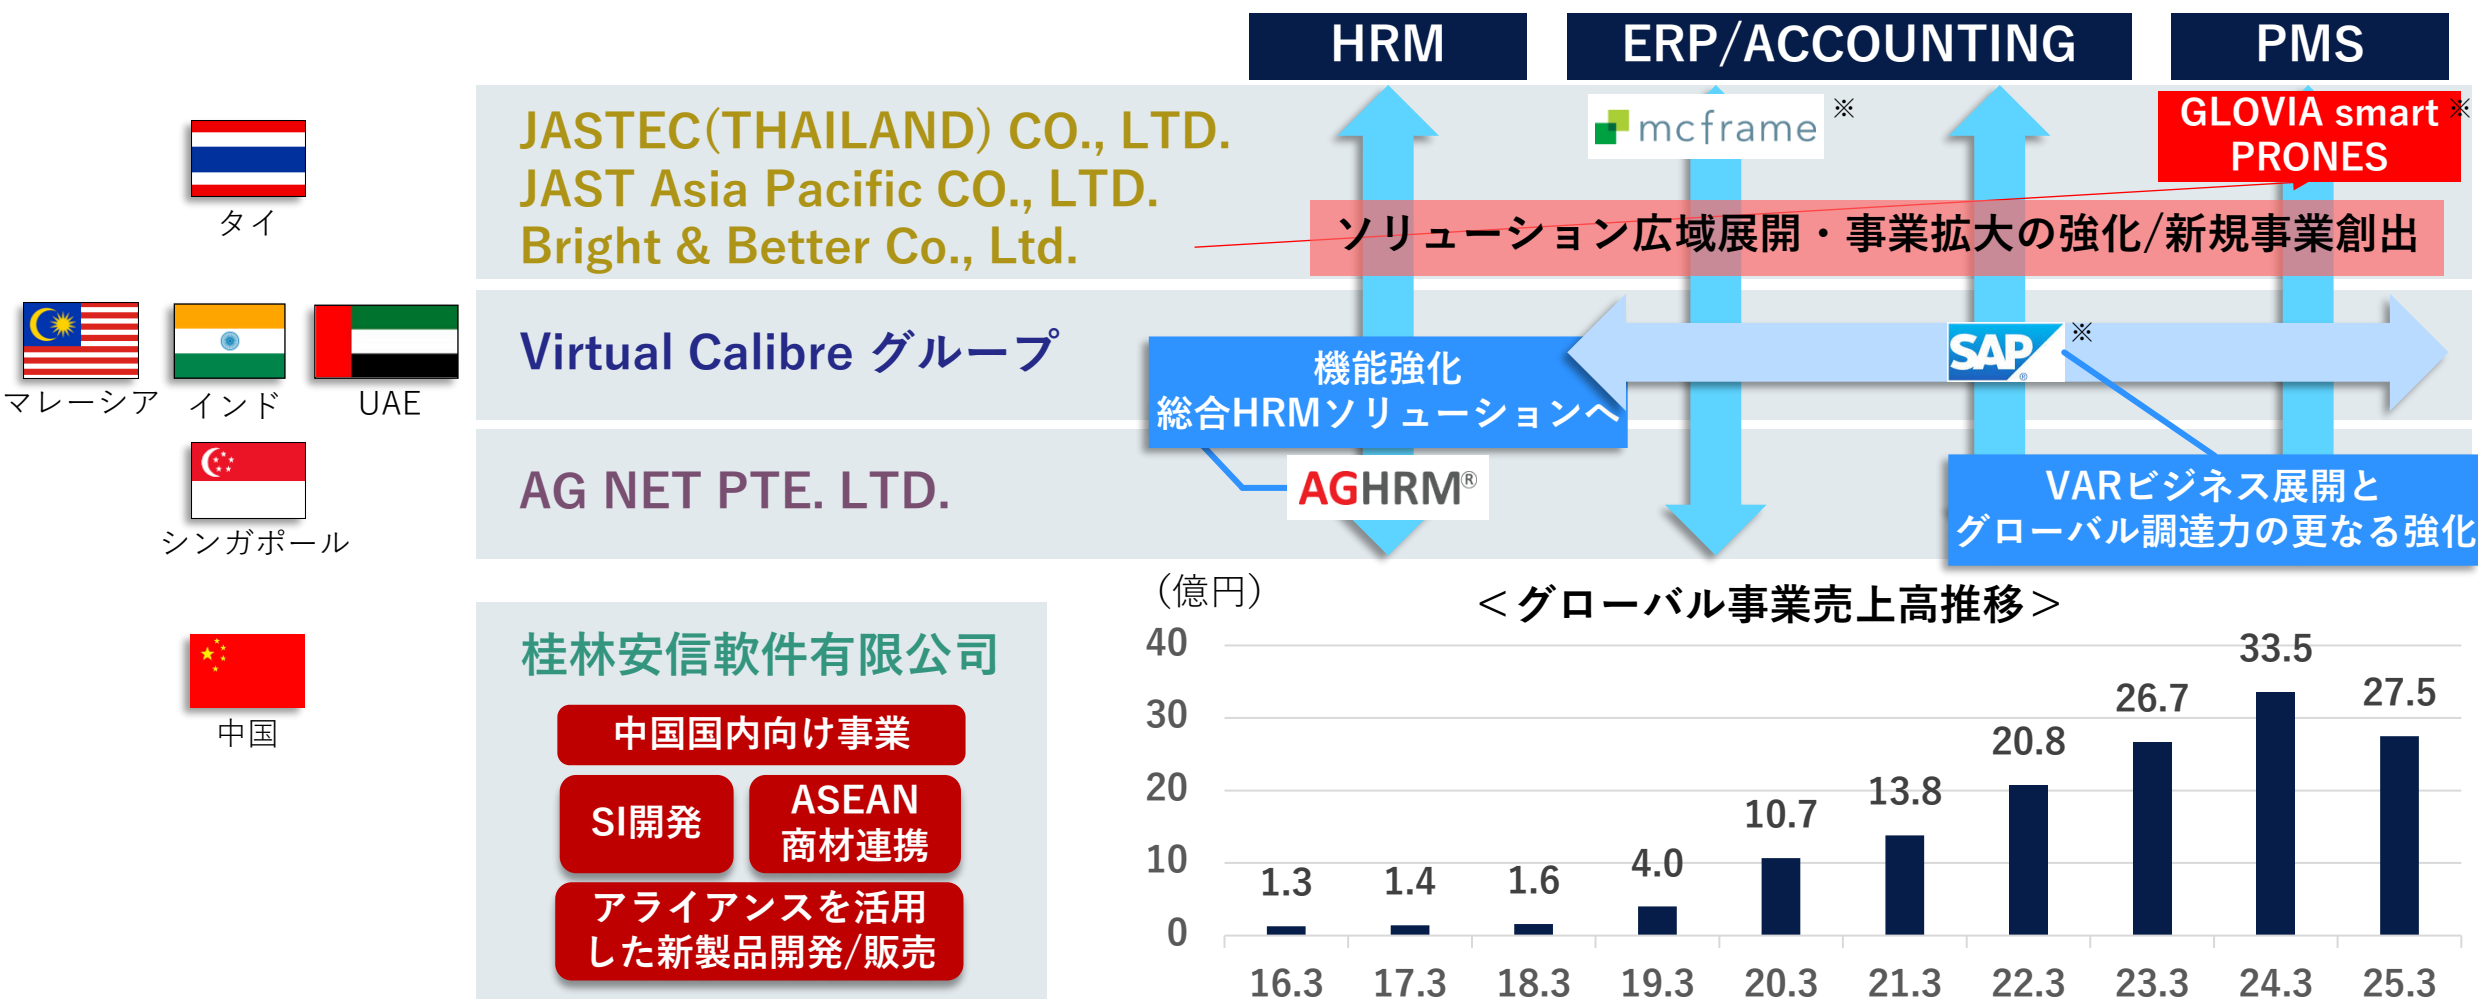 HRM
ERP/ACCOUNTING
PMS
タイ
JASTEC(THAILAND) CO., LTD.
JAST Asia Pacific CO., LTD.
Bright & Better Co., Ltd.
mcframe ※
GLOVIA smart ※
PRONES
ソリューション広域展開・事業拡大の強化/新規事業創出
マレーシア
インド
UAE
Virtual Calibre グループ
機能強化
総合HRMソリューションへ
SAP® ※
シンガポール
AG NET PTE. LTD.
AGHRM®
VARビジネス展開と
グローバル調達力の更なる強化
中国
桂林安信軟件有限公司
中国国内向け事業
SI開発
ASEAN
商材連携
アライアンスを活用
した新製品開発/販売
（億円）
＜グローバル事業売上高推移＞
40
30
20
10
0
1.3
1.4
1.6
4.0
10.7
13.8
20.8
26.7
33.5
27.5
16.3
17.3
18.3
19.3
20.3
21.3
22.3
23.3
24.3
25.3